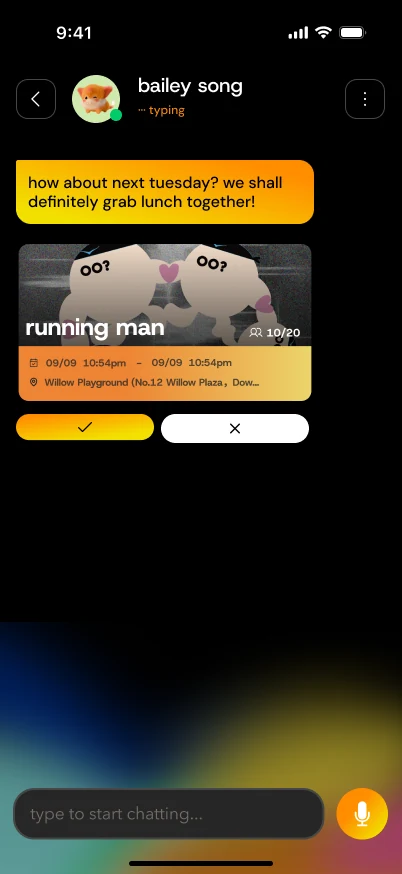 9:41
bailey song
··· typing
how about next tuesday? we shall
definitely grab lunch together!
OO?
OO?
running man
10/20
09/09 10:54pm - 09/09 10:54pm
Willow Playground (No.12 Willow Plaza, Dow...
type to start chatting...